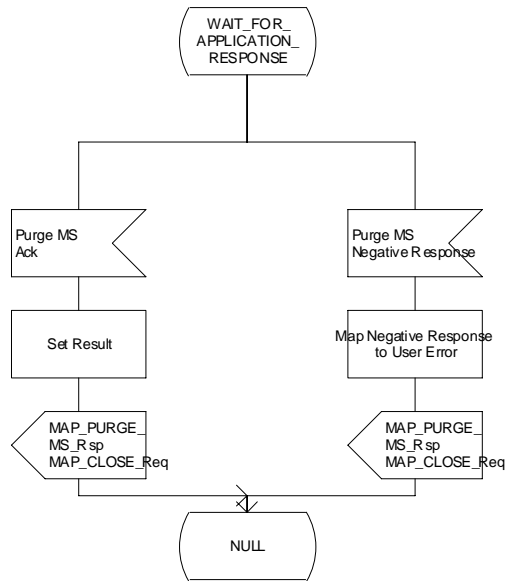 WAIT_FOR_
APPLICATION_
RESPONSE
Purge MS
Ack
Purge MS
Negative Response
Set Result
Map Negative Response
to User Error
MAP_PURGE_
MS_Rsp
MAP_CLOSE_Req
MAP_PURGE_
MS_Rsp
MAP_CLOSE_Req
NULL